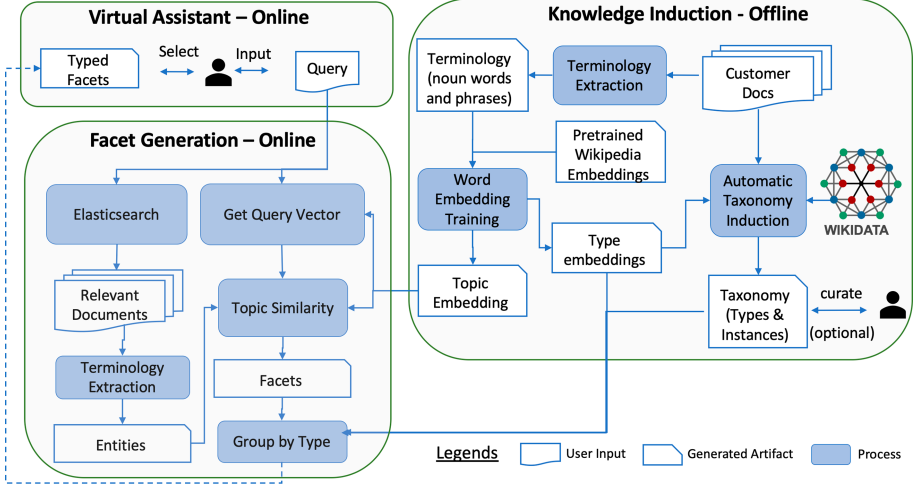 Virtual Assistant – Online
Typed
Facets
Select
Input
Query
Facet Generation – Online
Elasticsearch
Get Query Vector
Relevant
Documents
Topic Similarity
Terminology
Extraction
Facets
Entities
Group by Type
Knowledge Induction - Offline
Terminology
(noun words
and phrases)
Terminology
Extraction
Customer
Docs
Pretrained
Wikipedia
Embeddings
Word
Embedding
Training
Automatic
Taxonomy
Induction
WIKIDATA
Type
embeddings
Topic
Embedding
Taxonomy
(Types &
Instances)
curate
(optional)
Legends
User Input
Generated Artifact
Process